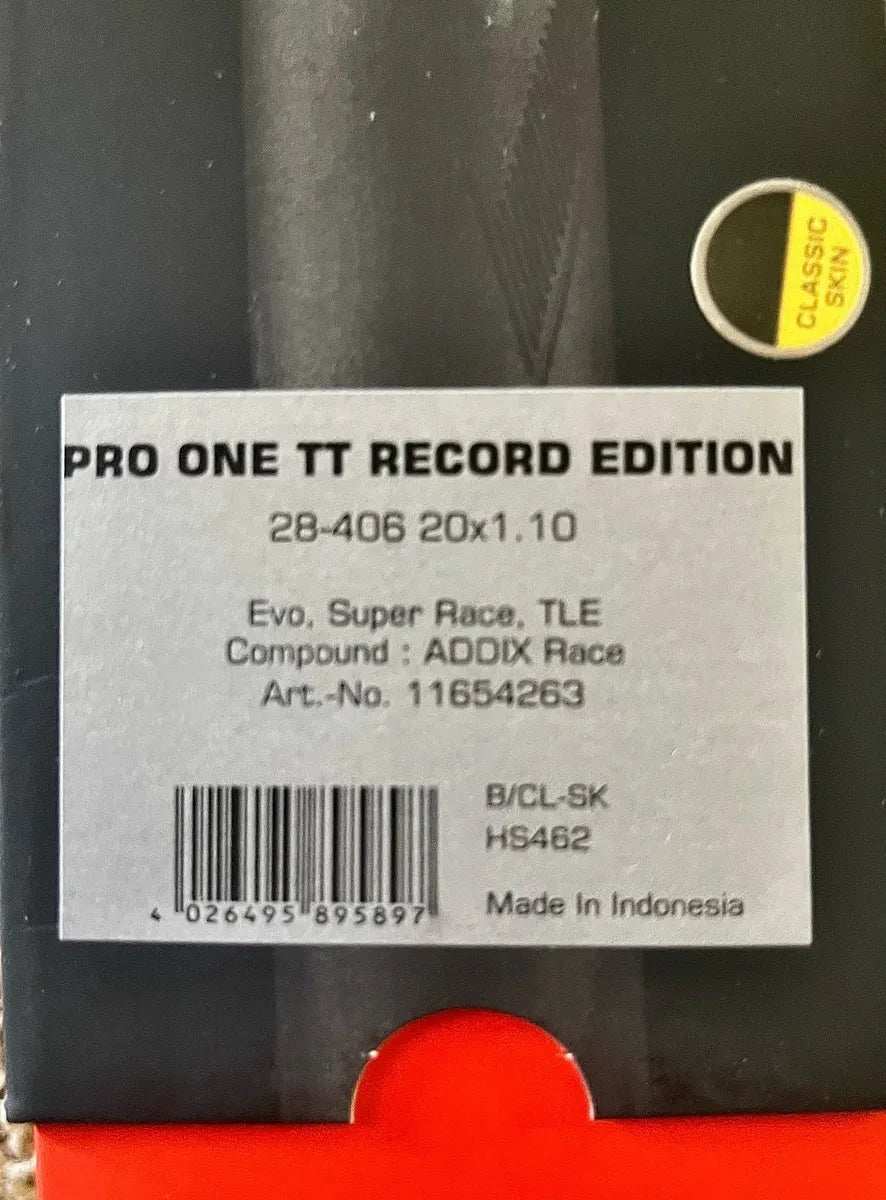 CLASSIC
SKIN
PRO ONE TT RECORD EDITION
28-406 20x1.10
Evo, Super Race, TLE
Compound : ADDIX Race
Art.-No. 11654263
B/CL-SK
HS462
4 026495 895897
Made In Indonesia